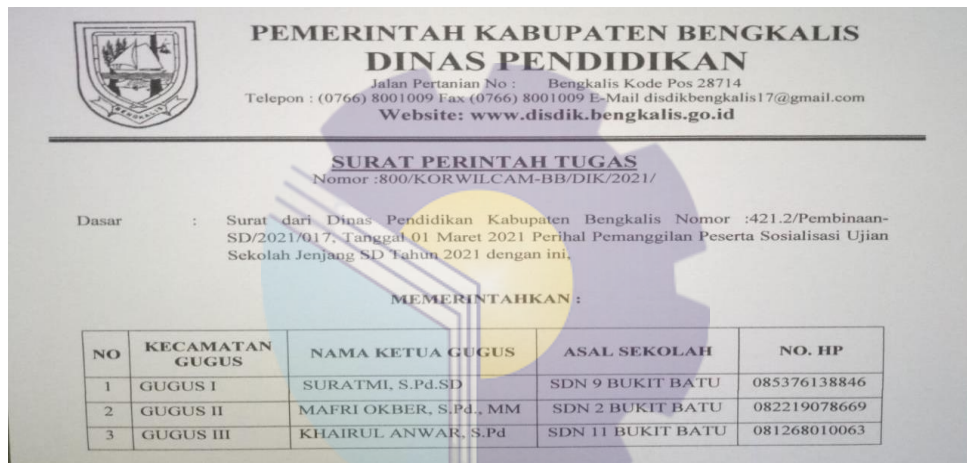 PEMERINTAH KABUPATEN BENGKALIS
DINAS PENDIDIKAN
Jalan Pertanian No : Bengkalis Kode Pos 28714
Telepon : (0766) 8001009 Fax (0766) 8001009 E-Mail disdikbengkalis17@gmail.com
Website: www.disdik.bengkalis.go.id
BENGKALIS
SURAT PERINTAH TUGAS
Nomor :800/KORWILCAM-BB/DIK/2021/
Dasar : Surat dari Dinas Pendidikan Kabupaten Bengkalis Nomor :421.2/Pembinaan-
SD/2021/017, Tanggal 01 Maret 2021 Perihal Pemanggilan Peserta Sosialisasi Ujian
Sekolah Jenjang SD Tahun 2021 dengan ini,
MEMERINTAHKAN :
NO KECAMATAN GUGUS NAMA KETUA GUGUS ASAL SEKOLAH NO. HP
1 GUGUS I SURATMI, S.Pd.SD SDN 9 BUKIT BATU 085376138846
2 GUGUS II MAFRI OKBER, S.Pd., MM SDN 2 BUKIT BATU 082219078669
3 GUGUS III KHAIRUL ANWAR, S.Pd SDN 11 BUKIT BATU 081268010063